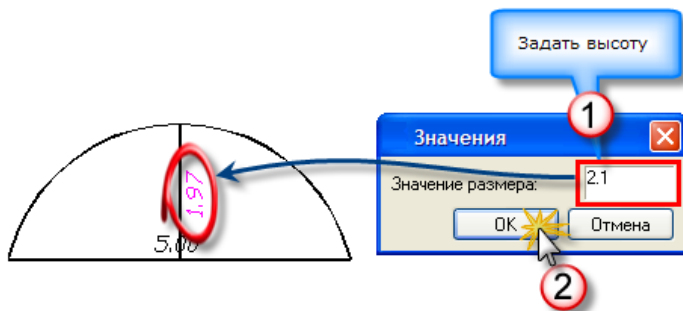 Задать высоту
1
Значения
Значение размера:
2.1
OK
Отмена
2
1.97
5.00